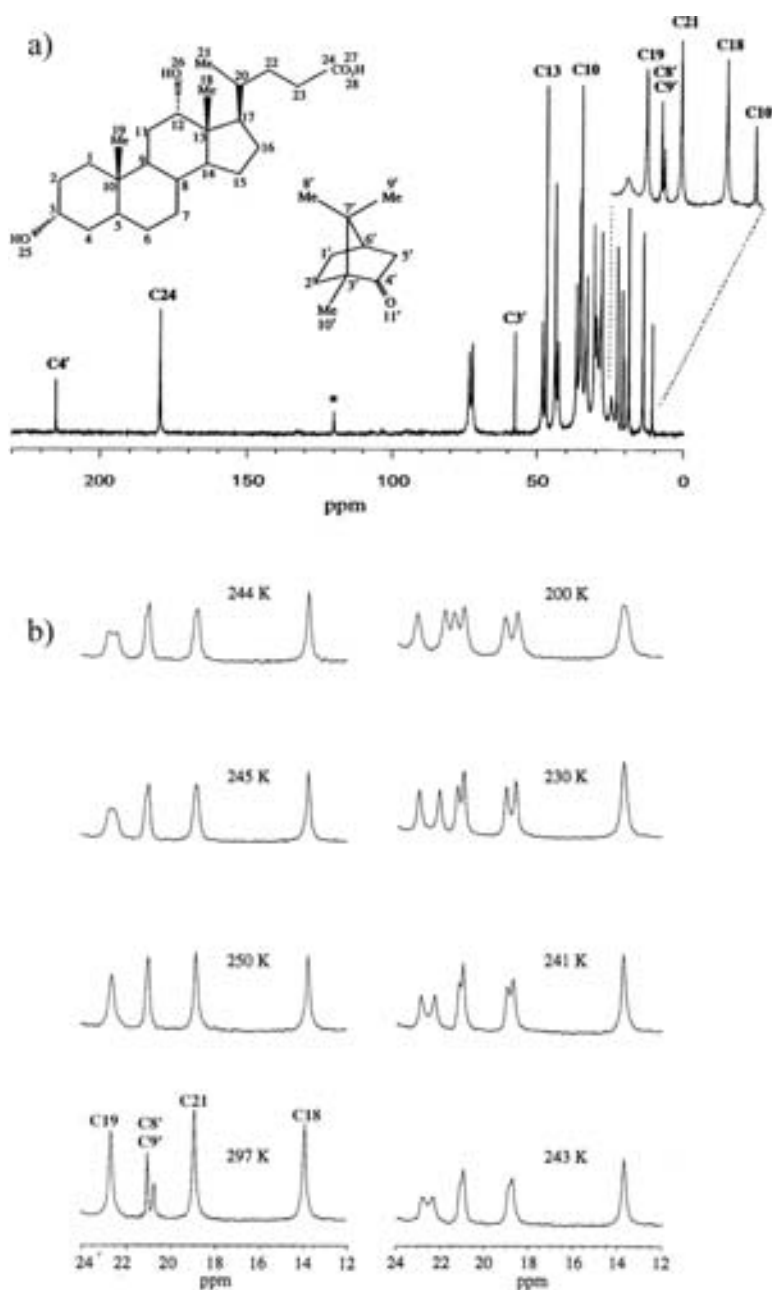 a)
C21
C13
C10
C19
C8'
C9'
C18
C10
21
Me
22
24
27
CO₂H
28
26
HO
20
23
18
Me
12
17
19
Me
11
13
16
1
9
14
15
2
10
8
3
5
7
4
6
HO
25
8'
Me
9'
Me
7'
6'
1'
5'
2'
3'
4'
Me
10'
O
11'
C24
C4'
C3'
*
200
150
100
50
0
ppm
b)
244 K
200 K
245 K
230 K
250 K
241 K
C19
C8'
C9'
C21
C18
297 K
243 K
24 22 20 18 16 14 12
ppm
24 22 20 18 16 14 12
ppm